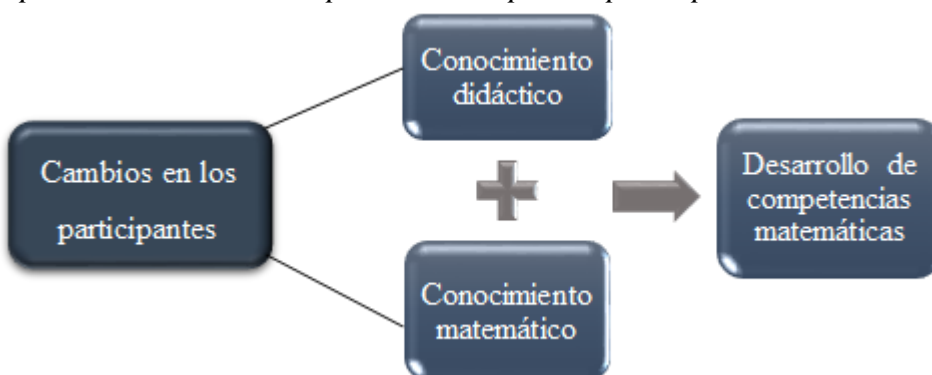 Conocimiento
didáctico
Cambios en los
participantes
Desarrollo de
competencias
matemáticas
Conocimiento
matemático